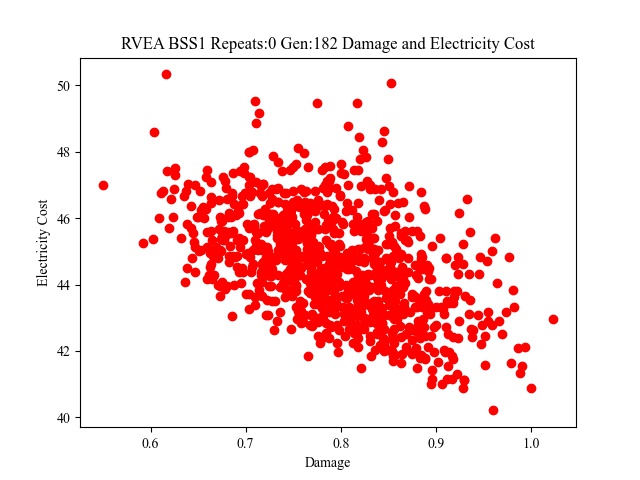 RVEA BSS1 Repeats:0 Gen:182 Damage and Electricity Cost
50
48
46
44
42
40
Electricity Cost
0.6 0.7 0.8 0.9 1.0
Damage